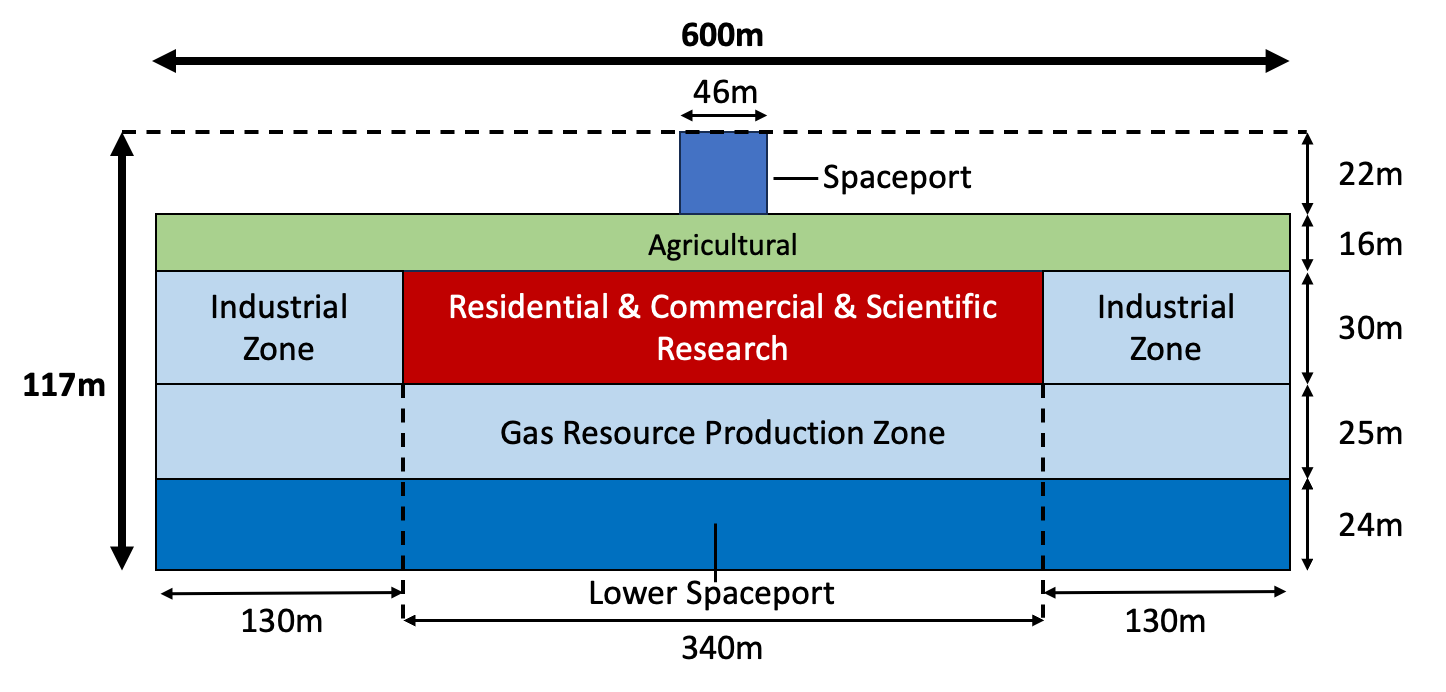 600m
46m
Spaceport
22m
Agricultural
16m
Industrial
Zone
Residential & Commercial & Scientific
Research
Industrial
Zone
30m
117m
Gas Resource Production Zone
25m
24m
Lower Spaceport
130m
340m
130m